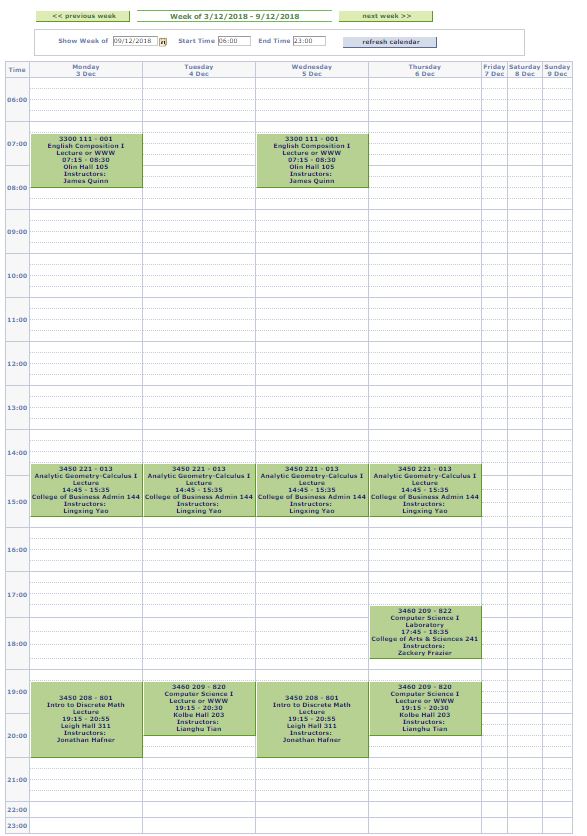 << previous week
Week of 3/12/2018 - 9/12/2018
next week >>
Show Week of 09/12/2018 Start Time 06:00 End Time 23:00 refresh calendar
Time
Monday
3 Dec
Tuesday
4 Dec
Wednesday
5 Dec
Thursday
6 Dec
Friday
7 Dec
Saturday
8 Dec
Sunday
9 Dec
06:00
07:00
3300 111 - 001
English Composition I
Lecture or WWW
07:15 - 08:30
Olin Hall 105
Instructors:
James Quinn
3300 111 - 001
English Composition I
Lecture or WWW
07:15 - 08:30
Olin Hall 105
Instructors:
James Quinn
08:00
09:00
10:00
11:00
12:00
13:00
14:00
3450 221 - 013
Analytic Geometry-Calculus I
Lecture
14:45 - 15:35
College of Business Admin 144
Instructors:
Lingxing Yao
3450 221 - 013
Analytic Geometry-Calculus I
Lecture
14:45 - 15:35
College of Business Admin 144
Instructors:
Lingxing Yao
3450 221 - 013
Analytic Geometry-Calculus I
Lecture
14:45 - 15:35
College of Business Admin 144
Instructors:
Lingxing Yao
3450 221 - 013
Analytic Geometry-Calculus I
Lecture
14:45 - 15:35
College of Business Admin 144
Instructors:
Lingxing Yao
15:00
16:00
17:00
3460 209 - 822
Computer Science I
Laboratory
17:45 - 18:35
College of Arts & Sciences 241
Instructors:
Zackery Frazier
18:00
19:00
3450 208 - 801
Intro to Discrete Math
Lecture
19:15 - 20:55
Leigh Hall 311
Instructors:
Jonathan Hafner
3460 209 - 820
Computer Science I
Lecture or WWW
19:15 - 20:30
Kolbe Hall 203
Instructors:
Lianghu Tian
3450 208 - 801
Intro to Discrete Math
Lecture
19:15 - 20:55
Leigh Hall 311
Instructors:
Jonathan Hafner
3460 209 - 820
Computer Science I
Lecture or WWW
19:15 - 20:30
Kolbe Hall 203
Instructors:
Lianghu Tian
20:00
21:00
22:00
23:00